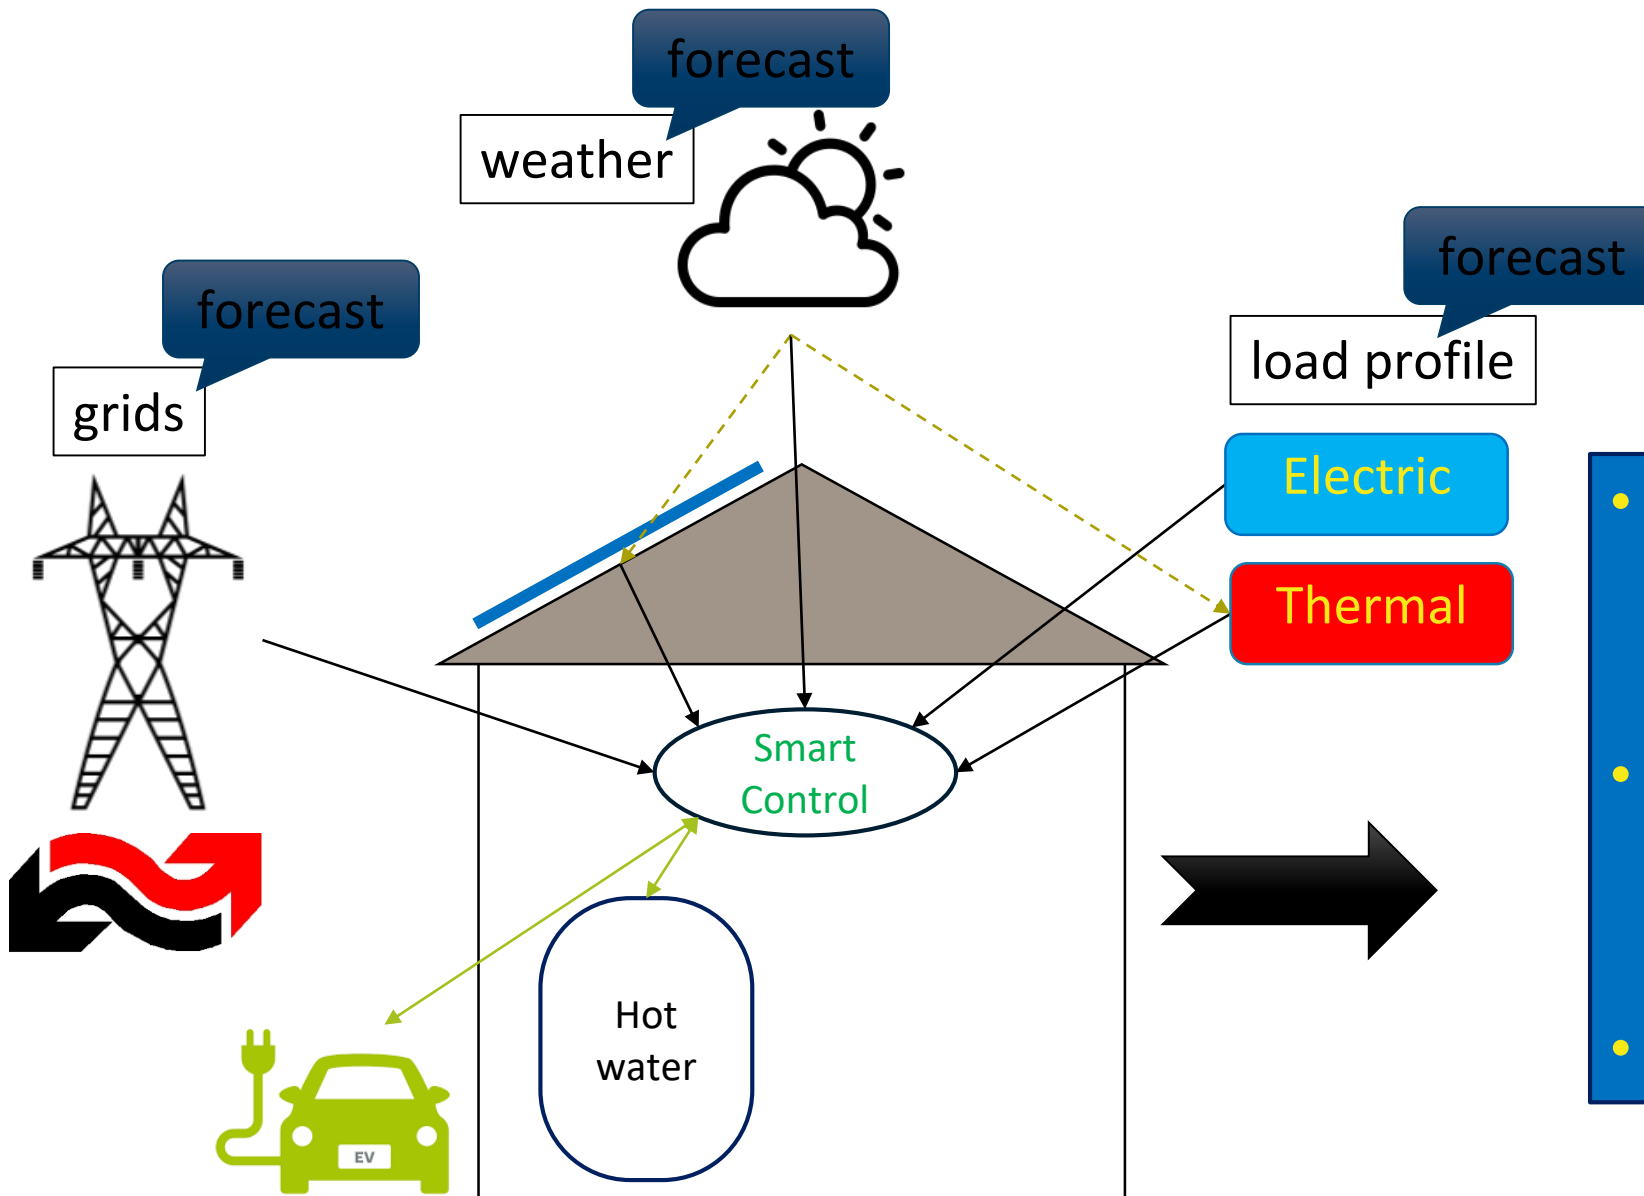 forecast
weather
forecast
load profile
forecast
grids
Electric
Thermal
Smart
Control
Hot
water
EV